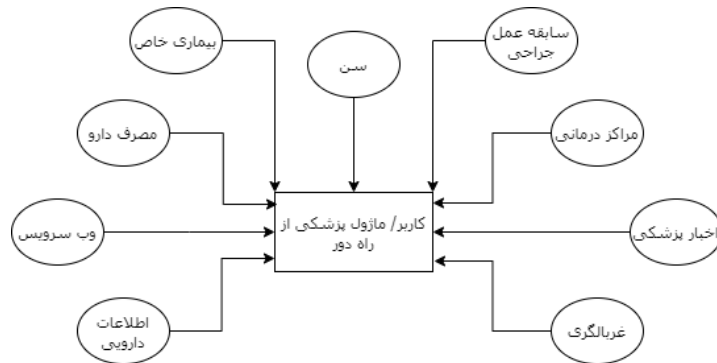 سابقه عمل
جراحی
سن
بیماری خاص
مراکز درمانی
مصرف دارو
کاربر/ ماژول پزشکی از
راه دور
اخبار پزشکی
وب سرویس
غربالگری
اطلاعات
دارویی